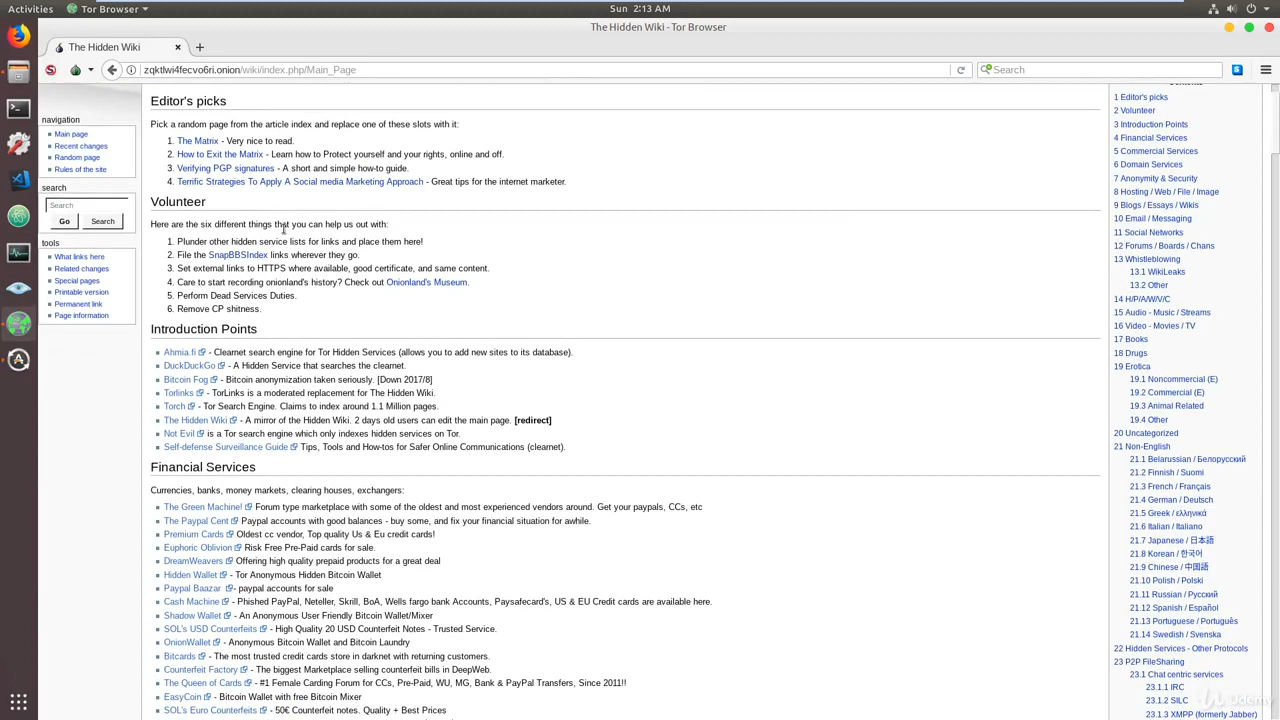 Activities
Tor Browser
Sun 2:13 AM
The Hidden Wiki - Tor Browser
The Hidden Wiki
zqktlwi4fecvo6ri.onion/wiki/index.php/Main_Page
Search
navigation
Main page
Recent changes
Random page
Rules of the site
search
Search
Go
Search
tools
What links here
Related changes
Special pages
Printable version
Permanent link
Page information
Editor's picks
Pick a random page from the article index and replace one of these slots with it:
1. The Matrix - Very nice to read.
2. How to Exit the Matrix - Learn how to Protect yourself and your rights, online and off.
3. Verifying PGP signatures - A short and simple how-to guide.
4. Terrific Strategies To Apply A Social media Marketing Approach - Great tips for the internet marketer.
Volunteer
Here are the six different things that you can help us out with:
1. Plunder other hidden service lists for links and place them here!
2. File the SnapBBSIndex links wherever they go.
3. Set external links to HTTPS where available, good certificate, and same content.
4. Care to start recording onionland's history? Check out Onionland's Museum.
5. Perform Dead Services Duties.
6. Remove CP shitness.
Introduction Points
Ahmia.fi - Clearnet search engine for Tor Hidden Services (allows you to add new sites to its database).
DuckDuckGo - A Hidden Service that searches the clearnet.
Bitcoin Fog - Bitcoin anonymization taken seriously. [Down 2017/8]
Torlinks - TorLinks is a moderated replacement for The Hidden Wiki.
Torch - Tor Search Engine. Claims to index around 1.1 Million pages.
The Hidden Wiki - A mirror of the Hidden Wiki. 2 days old users can edit the main page. [redirect]
Not Evil is a Tor search engine which only indexes hidden services on Tor.
Self-defense Surveillance Guide Tips, Tools and How-tos for Safer Online Communications (clearnet).
Financial Services
Currencies, banks, money markets, clearing houses, exchangers:
The Green Machine! Forum type marketplace with some of the oldest and most experienced vendors around. Get your paypals, CCs, etc
The Paypal Cent Paypal accounts with good balances - buy some, and fix your financial situation for awhile.
Premium Cards Oldest cc vendor, Top quality Us & Eu credit cards!
Euphoric Oblivion Risk Free Pre-Paid cards for sale.
DreamWeavers Offering high quality prepaid products for a great deal
Hidden Wallet - Tor Anonymous Hidden Bitcoin Wallet
Paypal Baazar - paypal accounts for sale
Cash Machine - Phished PayPal, Neteller, Skrill, BoA, Wells fargo bank Accounts, Paysafecard's, US & EU Credit cards are available here.
Shadow Wallet - An Anonymous User Friendly Bitcoin Wallet/Mixer
SOL's USD Counterfeits - High Quality 20 USD Counterfeit Notes - Trusted Service.
OnionWallet - Anonymous Bitcoin Wallet and Bitcoin Laundry
Bitcards - The most trusted credit cards store in darknet with returning customers.
Counterfeit Factory - The biggest Marketplace selling counterfeit bills in DeepWeb.
The Queen of Cards - #1 Female Carding Forum for CCs, Pre-Paid, WU, MG, Bank & PayPal Transfers, Since 2011!!
EasyCoin - Bitcoin Wallet with free Bitcoin Mixer
SOL's Euro Counterfeits - 50€ Counterfeit notes. Quality + Best Prices
1 Editor's picks
2 Volunteer
3 Introduction Points
4 Financial Services
5 Commercial Services
6 Domain Services
7 Anonymity & Security
8 Hosting / Web / File / Image
9 Blogs / Essays / Wikis
10 Email / Messaging
11 Social Networks
12 Forums / Boards / Chans
13 Whistleblowing
13.1 WikiLeaks
13.2 Other
14 H/P/A/W/V/C
15 Audio - Music / Streams
16 Video - Movies / TV
17 Books
18 Drugs
19 Erotica
19.1 Noncommercial (E)
19.2 Commercial (E)
19.3 Animal Related
19.4 Other
20 Uncategorized
21 Non-English
21.1 Belarussian / Белорусский
21.2 Finnish / Suomi
21.3 French / Français
21.4 German / Deutsch
21.5 Greek / ελληνικά
21.6 Italian / Italiano
21.7 Japanese / 日本語
21.8 Korean / 한국어
21.9 Chinese / 中国語
21.10 Polish / Polski
21.11 Russian / Русский
21.12 Spanish / Español
21.13 Portuguese / Português
21.14 Swedish / Svenska
22 Hidden Services - Other Protocols
23 P2P FileSharing
23.1 Chat centric services
23.1.1 IRC
23.1.2 SILC
23.1.3 XMPP (formerly Jabber)
Udemy